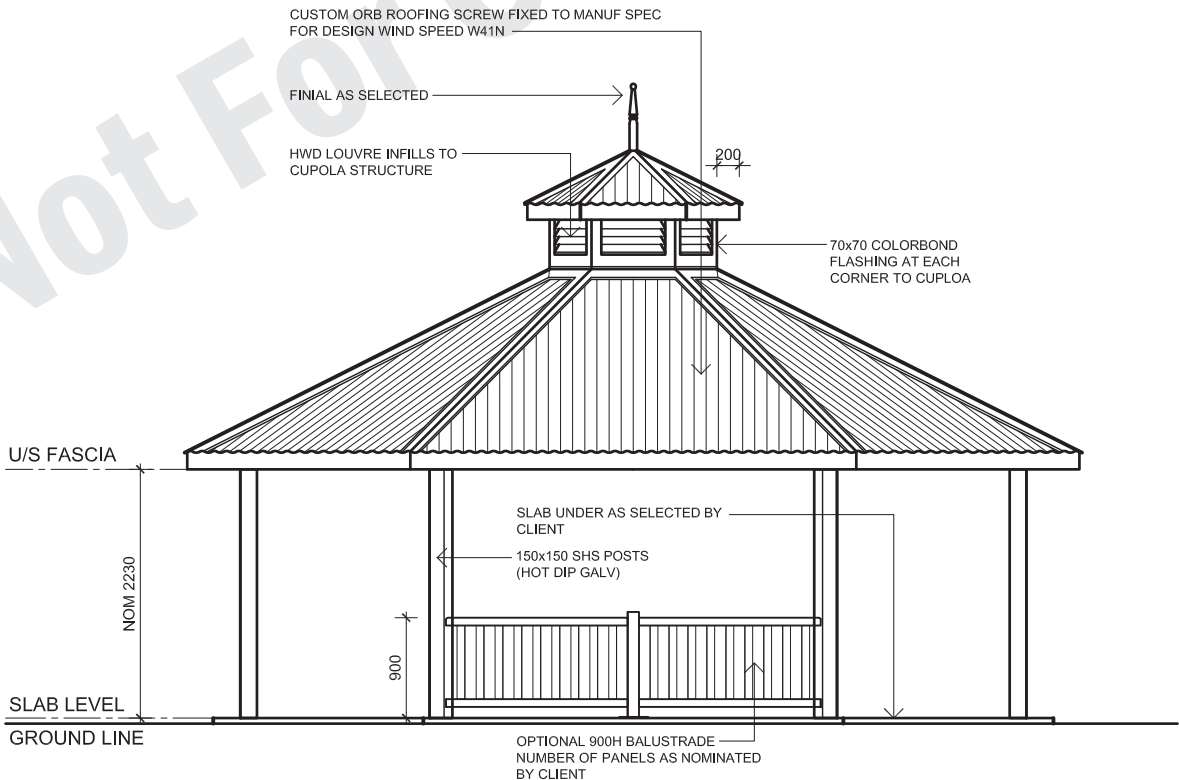 CUSTOM ORB ROOFING SCREW FIXED TO MANUF SPEC
FOR DESIGN WIND SPEED W41N
FINIAL AS SELECTED
HWD LOUVRE INFILLS TO
CUPOLA STRUCTURE
200
70x70 COLORBOND
FLASHING AT EACH
CORNER TO CUPLOA
U/S FASCIA
SLAB UNDER AS SELECTED BY
CLIENT
150x150 SHS POSTS
(HOT DIP GALV)
NOM 2230
900
SLAB LEVEL
GROUND LINE
OPTIONAL 900H BALUSTRADE
NUMBER OF PANELS AS NOMINATED
BY CLIENT
Not For